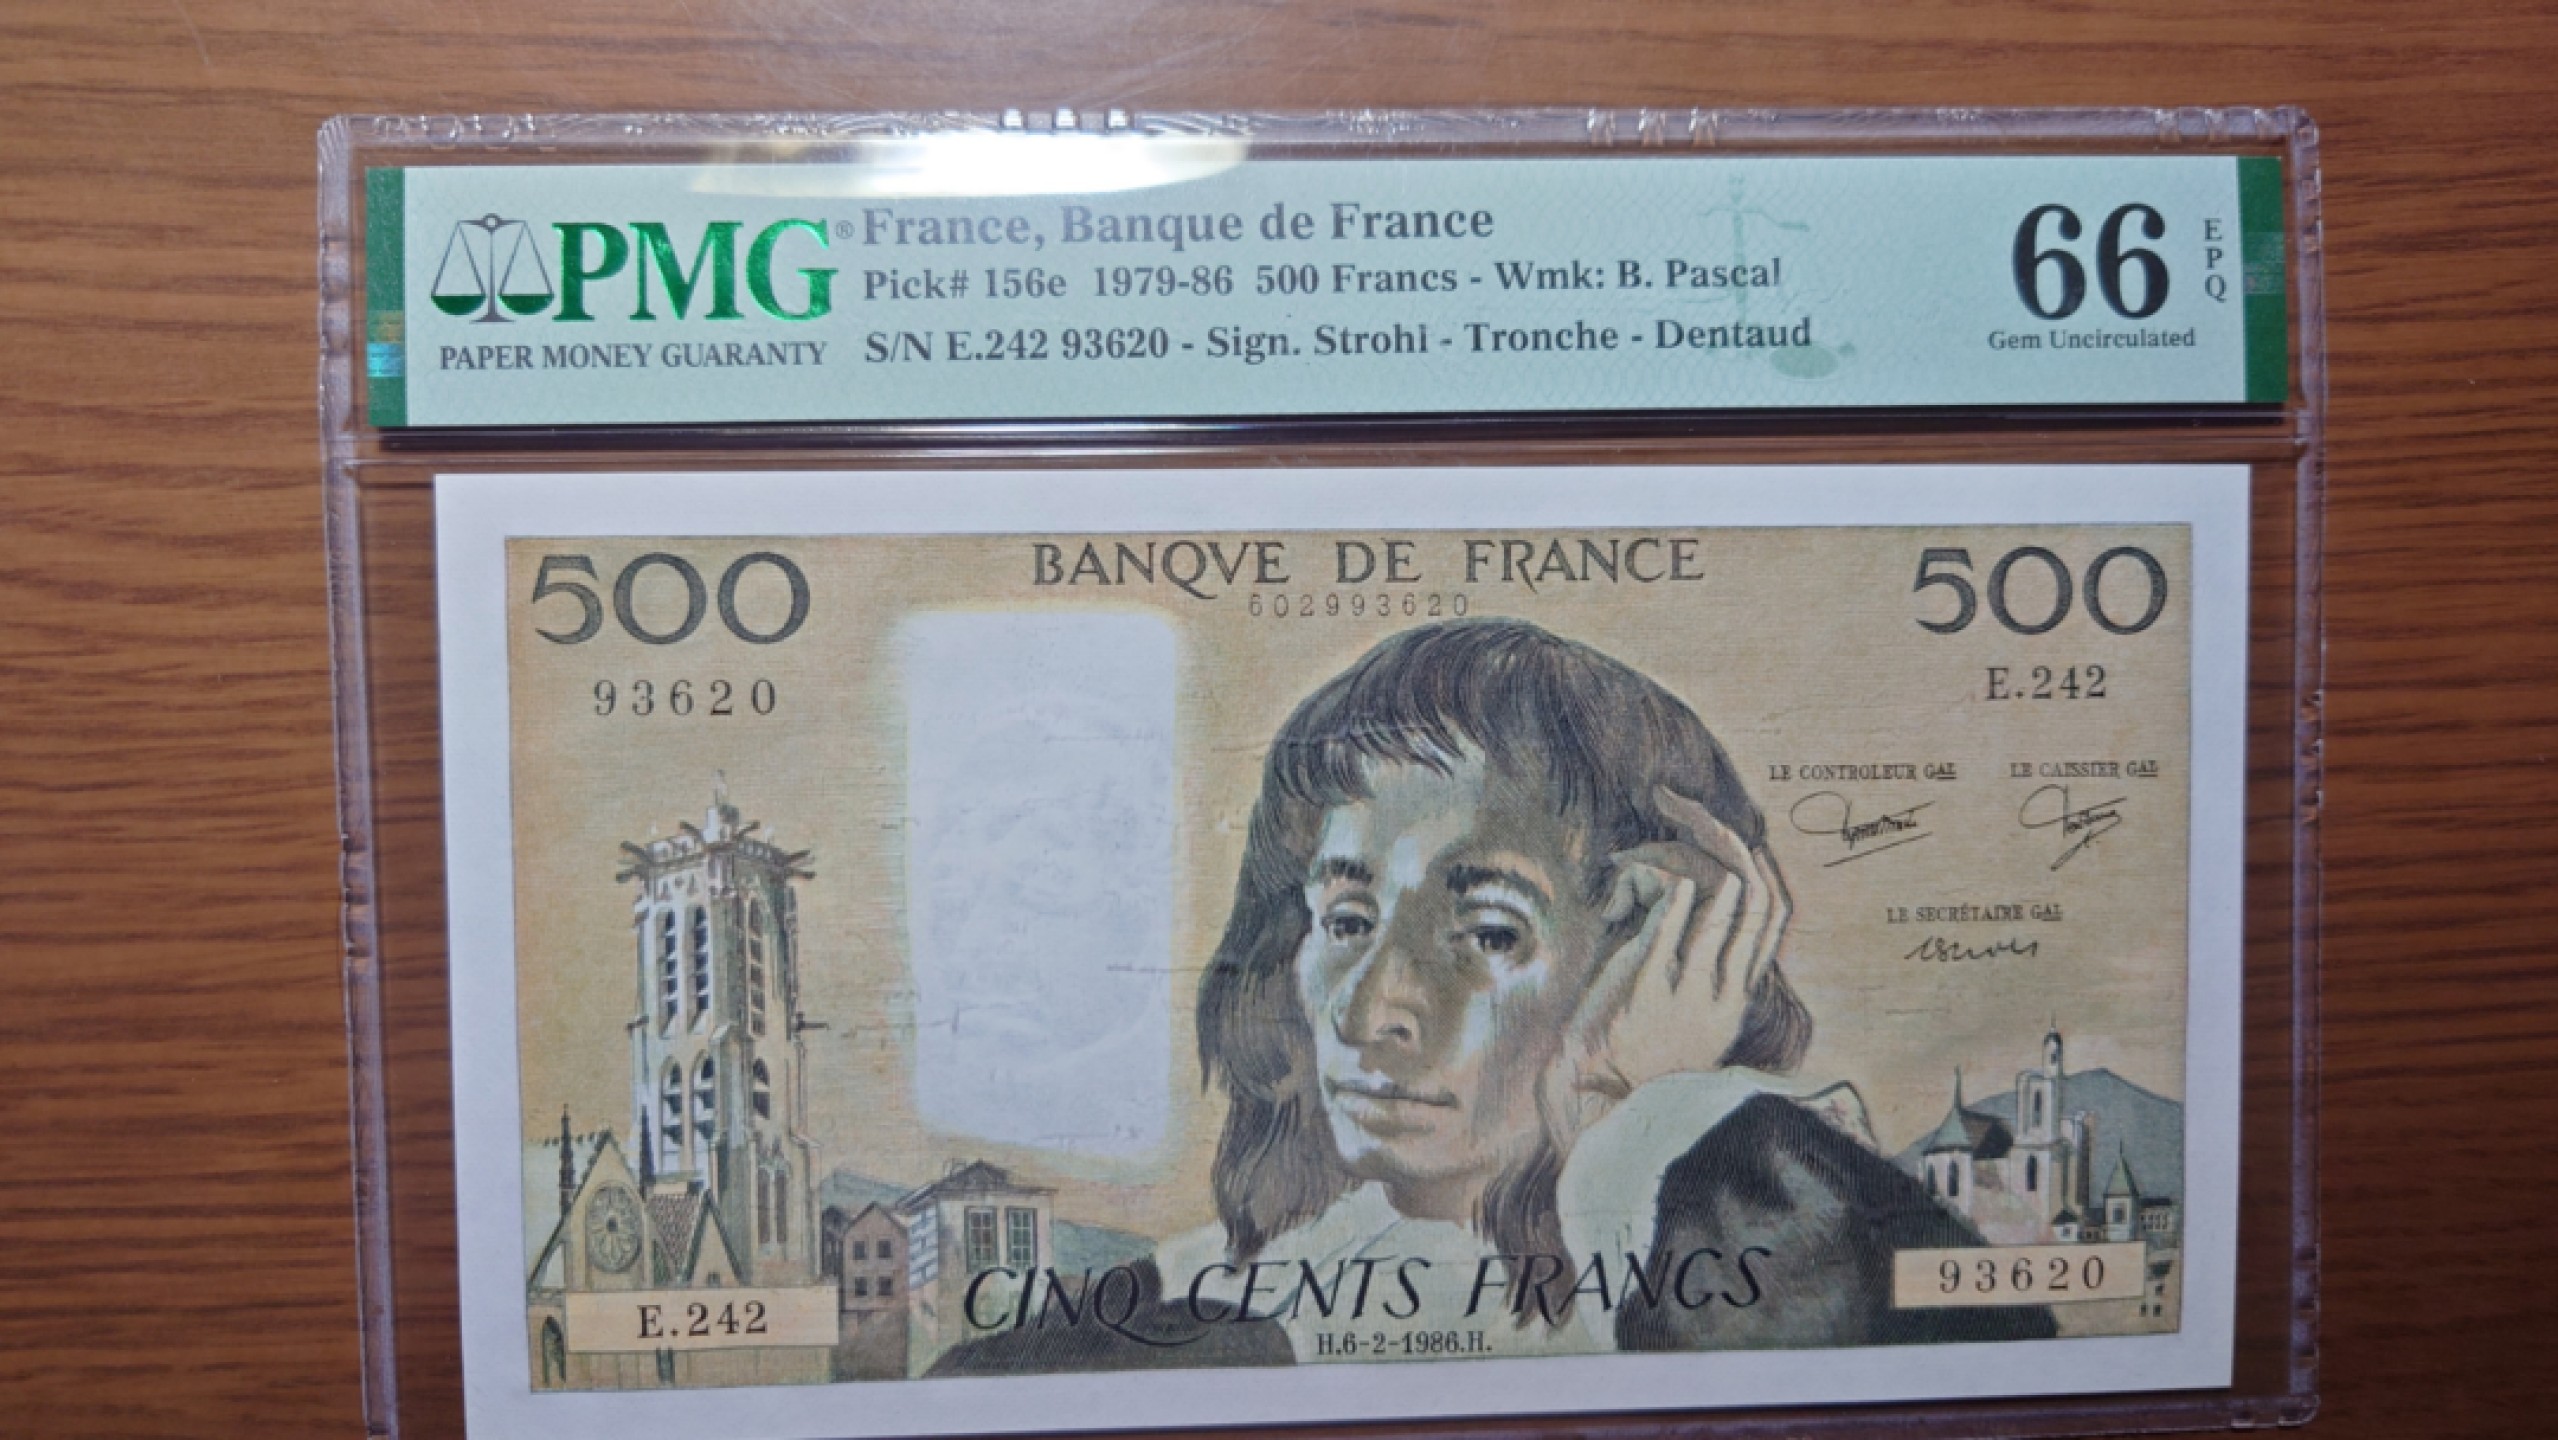 PMG®
PAPER MONEY GUARANTY
France, Banque de France
Pick# 156e 1979-86 500 Francs - Wmk: B. Pascal
S/N E.242 93620 - Sign. Strohl - Tronche - Dentaud
66
EPQ
Gem Uncirculated
500
BANQVE DE FRANCE
500
602993620
93620
E.242
LE CONTROLEUR GAL
LE CAISSIER GAL
LE SECRÉTAIRE GAL
CINQ CENTS FRANCS
E.242
93620
H.6-2-1986.H.